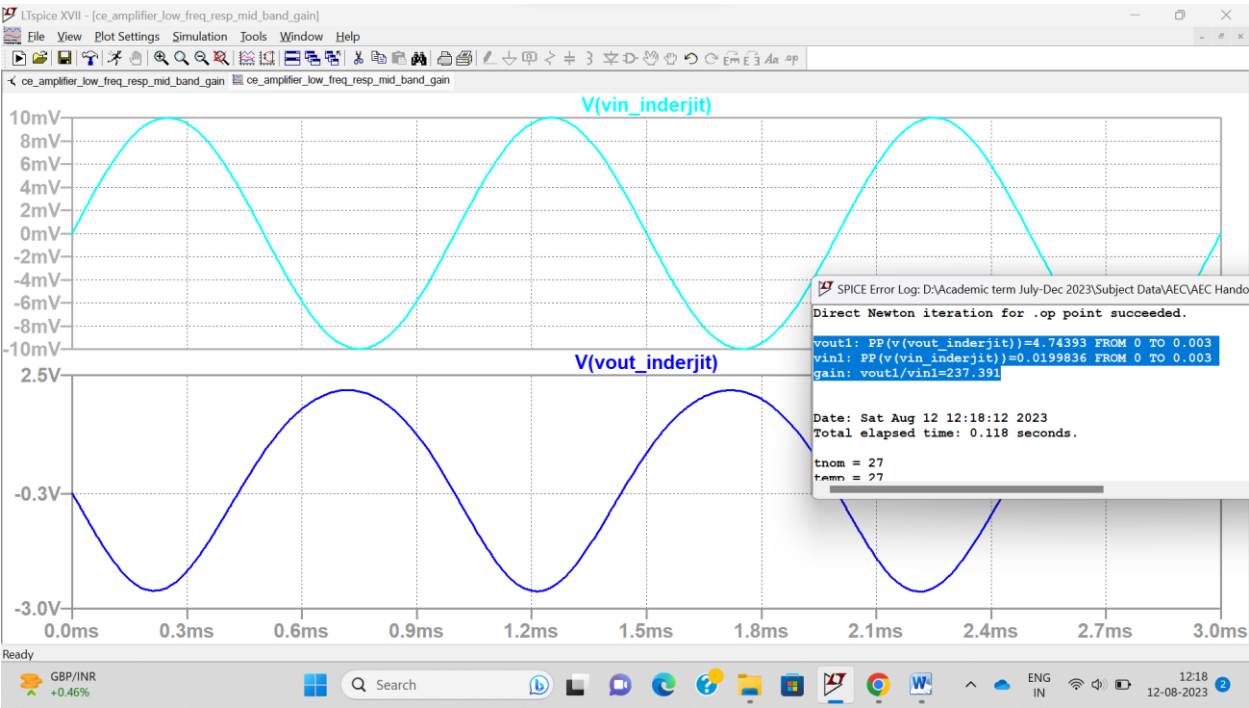 LTspice XVII - [ce_amplifier_low_freq_resp_mid_band_gain]
File View Plot Settings Simulation Tools Window Help
ce_amplifier_low_freq_resp_mid_band_gain ce_amplifier_low_freq_resp_mid_band_gain
V(vin_inderjit)
10mV
8mV
6mV
4mV
2mV
0mV
-2mV
-4mV
-6mV
-8mV
-10mV
SPICE Error Log: D:\Academic term July-Dec 2023\Subject Data\AEC\AEC Hando
Direct Newton iteration for .op point succeeded.
vout1: PP(v(vout_inderjit))=4.74393 FROM 0 TO 0.003
vin1: PP(v(vin_inderjit))=0.0199836 FROM 0 TO 0.003
gain: vout1/vin1=237.391
Date: Sat Aug 12 12:18:12 2023
Total elapsed time: 0.118 seconds.
tnom = 27
temp = 27
V(vout_inderjit)
2.5V
-0.3V
-3.0V
0.0ms 0.3ms 0.6ms 0.9ms 1.2ms 1.5ms 1.8ms 2.1ms 2.4ms 2.7ms 3.0ms
Ready
GBP/INR
+0.46%
Search
ENG
IN
12:18
12-08-2023
2